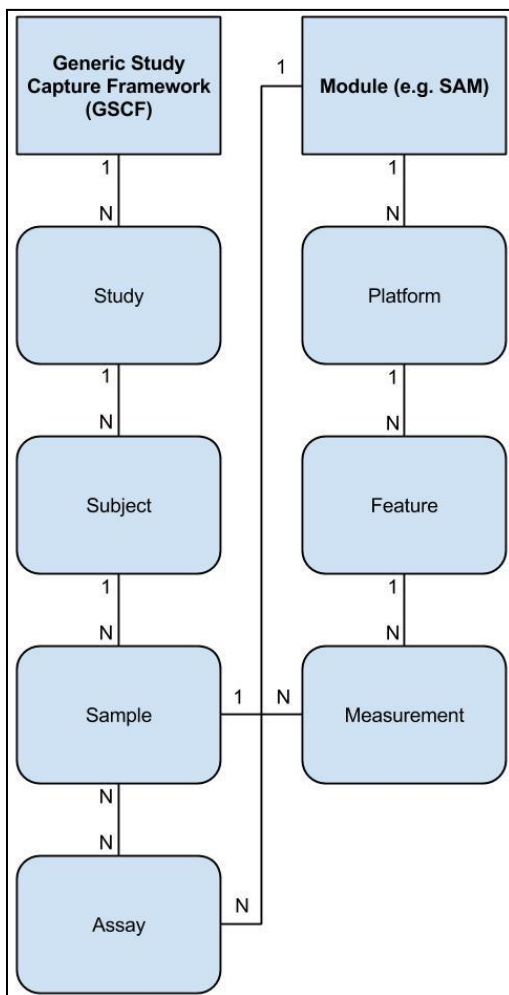 Generic Study
Capture Framework
(GSCF)
1
Module (e.g. SAM)
1
1
N
N
Study
Platform
1
1
N
N
Subject
Feature
1
1
N
N
Sample
1
N
Measurement
N
N
Assay
N